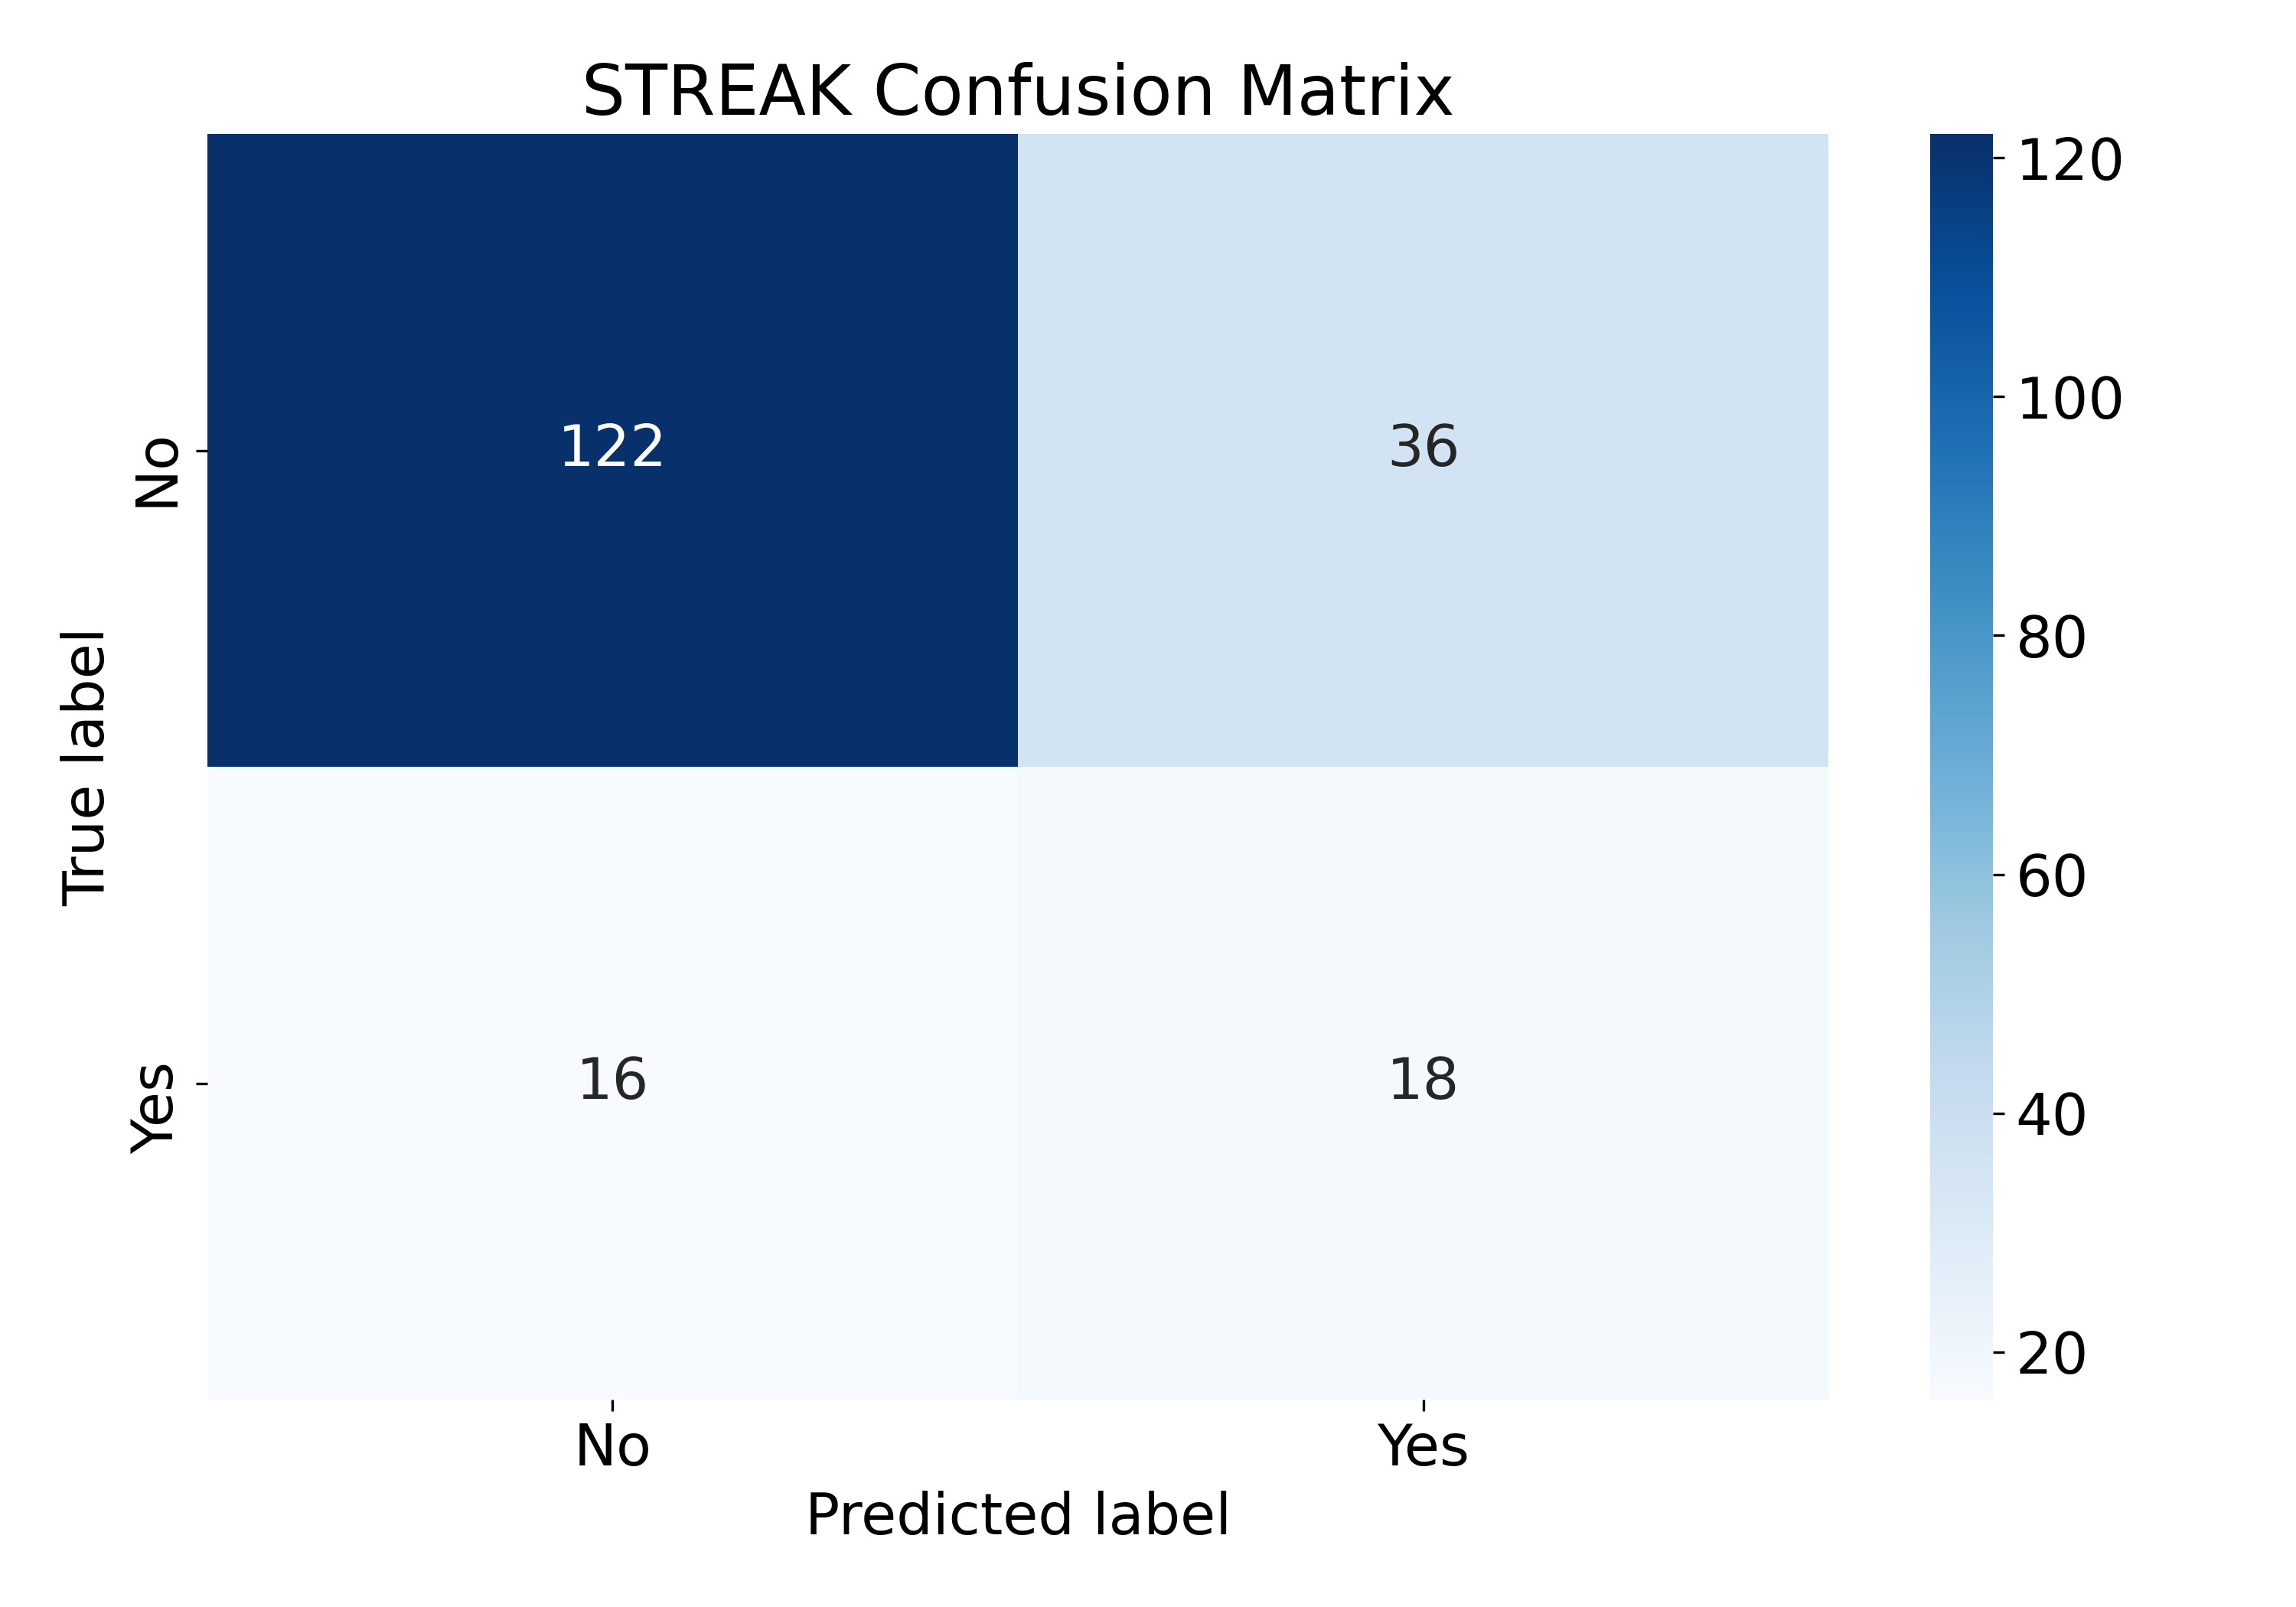 STREAK Confusion Matrix
120
100
80
60
40
20
True label
No
122
36
Yes
16
18
No
Yes
Predicted label